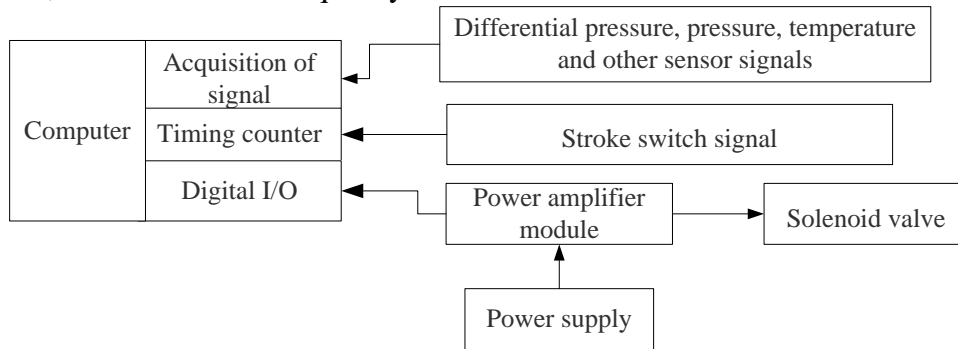 Differential pressure, pressure, temperature
and other sensor signals
Acquisition of
signal
Computer
Timing counter
Stroke switch signal
Digital I/O
Power amplifier
module
Solenoid valve
Power supply